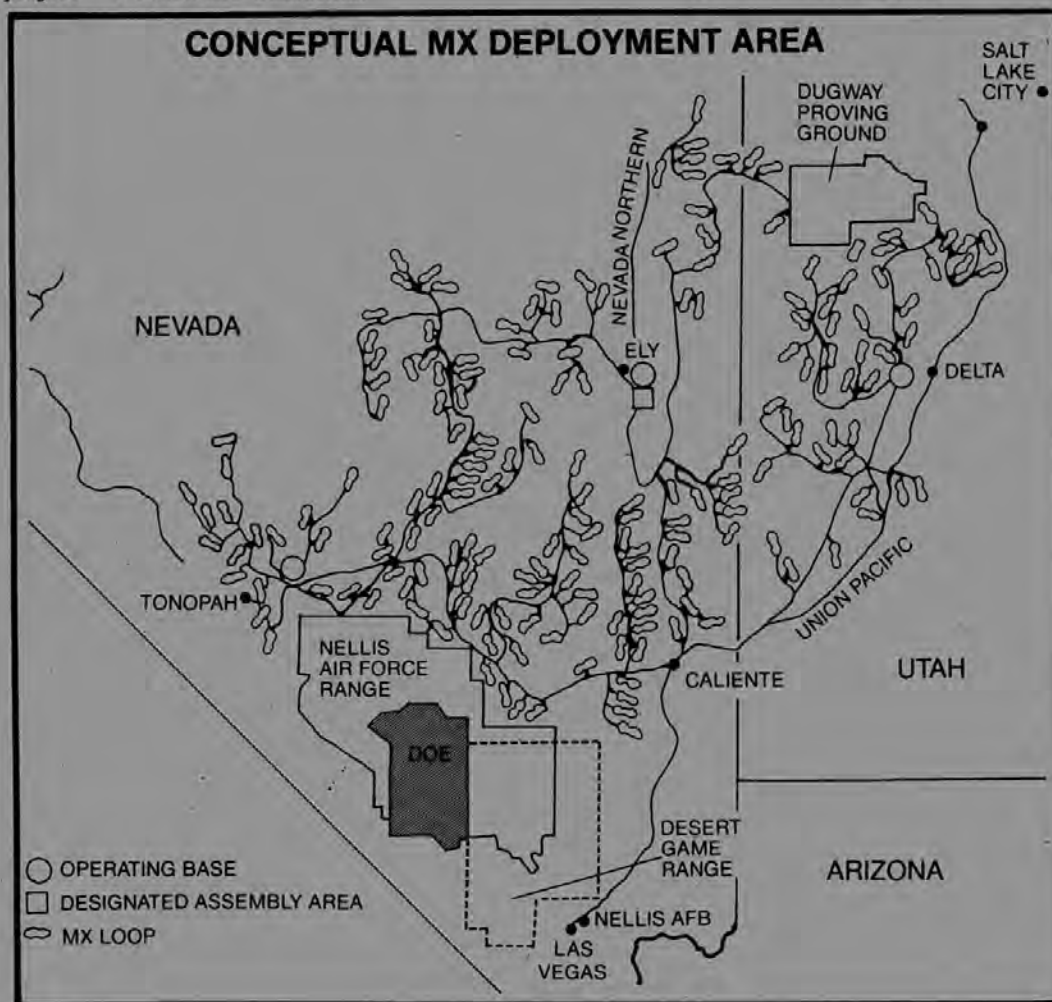 CONCEPTUAL MX DEPLOYMENT AREA
SALT
LAKE
CITY
DUGWAY
PROVING
GROUND
NEVADA NORTHERN
NEVADA
ELY
DELTA
TONOPAH
UNION PACIFIC
NELLIS
AIR FORCE
RANGE
CALIENTE
UTAH
DOE
DESERT
GAME
RANGE
ARIZONA
OPERATING BASE
DESIGNATED ASSEMBLY AREA
MX LOOP
NELLIS AFB
LAS
VEGAS